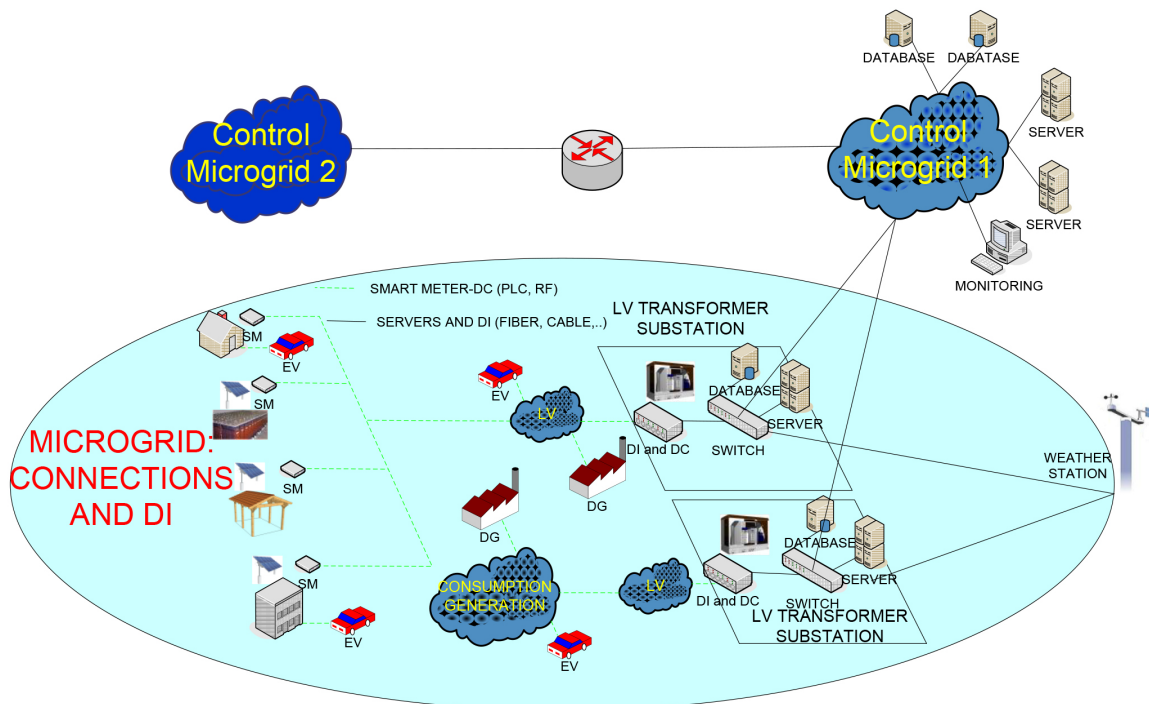 DATABASE
DABATASE
Control
Microgrid 2
Control
Microgrid 1
SERVER
SERVER
MONITORING
SMART METER-DC (PLC, RF)
SERVERS AND DI (FIBER, CABLE,..)
LV TRANSFORMER
SUBSTATION
SM
EV
EV
DATABASE
SM
LV
SERVER
DI and DC
SWITCH
MICROGRID:
CONNECTIONS
AND DI
WEATHER
STATION
SM
DG
DG
DATABASE
SERVER
SM
CONSUMPTION
GENERATION
LV
DI and DC
SWITCH
LV TRANSFORMER
SUBSTATION
EV
EV